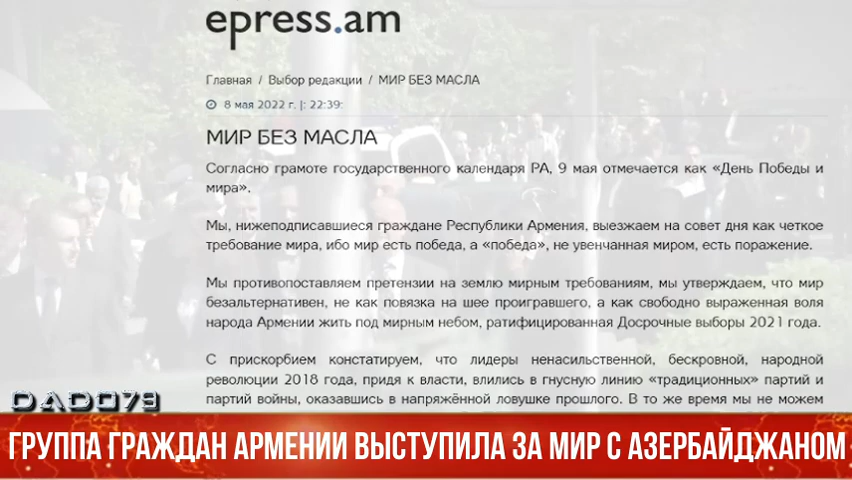 epress.am
Главная / Выбор редакции / МИР БЕЗ МАСЛА
8 мая 2022 г. |: 22:39:
МИР БЕЗ МАСЛА
Согласно грамоте государственного календаря РА, 9 мая отмечается как «День Победы и
мира».
Мы, нижеподписавшиеся граждане Республики Армения, выезжаем на совет дня как четкое
требование мира, ибо мир есть победа, а «победа», не увенчанная миром, есть поражение.
Мы противопоставляем претензии на землю мирным требованиям, мы утверждаем, что мир
безальтернативен, не как повязка на шее проигравшего, а как свободно выраженная воля
народа Армении жить под мирным небом, ратифицированная Досрочные выборы 2021 года.
С прискорбием констатируем, что лидеры ненасильственной, бескровной, народной
революции 2018 года, придя к власти, влились в гнусную линию «традиционных» партий и
партий войны, оказавшись в напряжённой ловушке прошлого. В то же время мы не можем
DADO73
ГРУППА ГРАЖДАН АРМЕНИИ ВЫСТУПИЛА ЗА МИР С АЗЕРБАЙДЖАНОМ